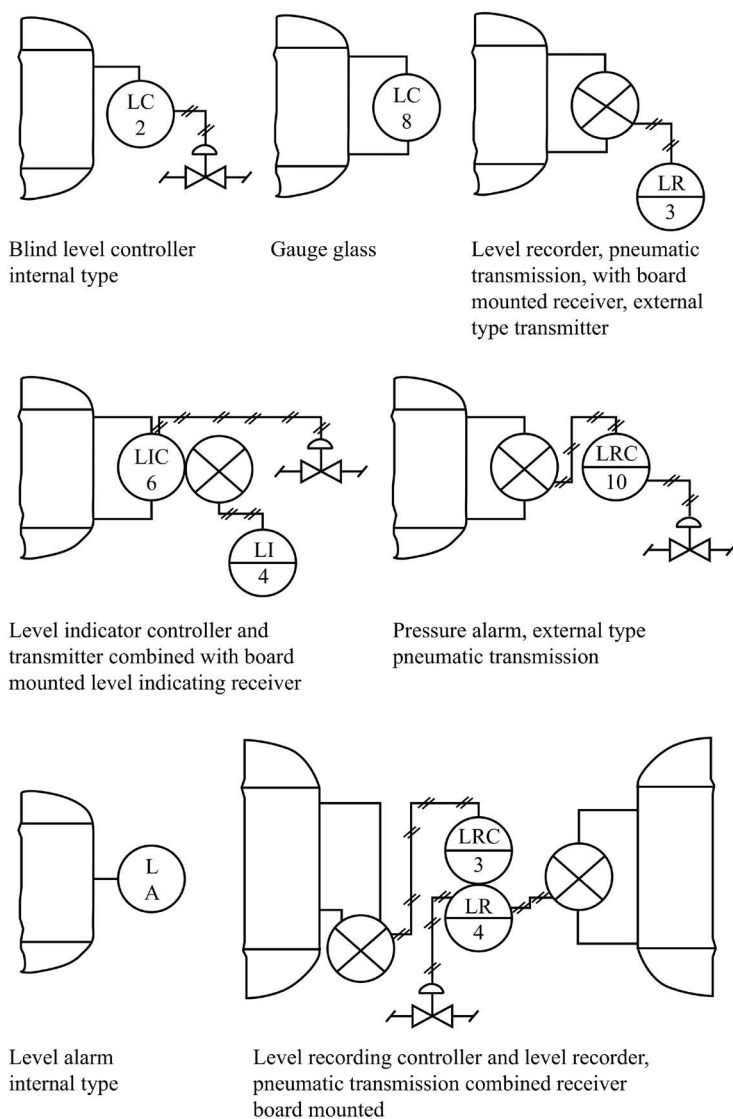 LC
2
LC
8
LR
3
Blind level controller
internal type
Gauge glass
Level recorder, pneumatic
transmission, with board
mounted receiver, external
type transmitter
LIC
6
LI
4
LRC
10
Level indicator controller and
transmitter combined with board
mounted level indicating receiver
Pressure alarm, external type
pneumatic transmission
L
A
LRC
3
LR
4
Level alarm
internal type
Level recording controller and level recorder,
pneumatic transmission combined receiver
board mounted